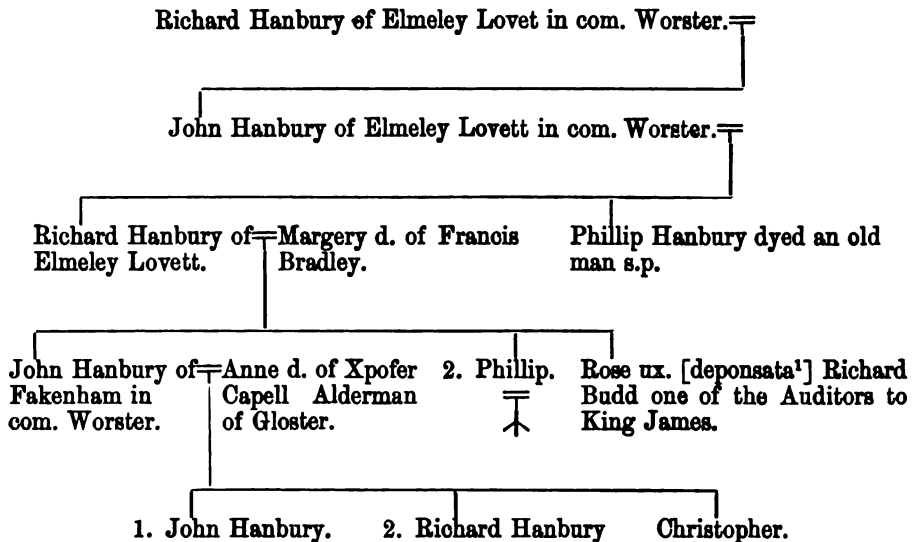 Richard Hanbury of Elmeley Lovet in com. Worster.
John Hanbury of Elmeley Lovett in com. Worster.
Richard Hanbury of
Elmeley Lovett.
Margery d. of Francis
Bradley.
Phillip Hanbury dyed an old
man s.p.
John Hanbury of
Fakenham in
com. Worster.
Anne d. of Xpofer
Capell Alderman
of Gloster.
2. Phillip.
Rose ux. [deponsata¹] Richard
Budd one of the Auditors to
King James.
1. John Hanbury.
2. Richard Hanbury
Christopher.